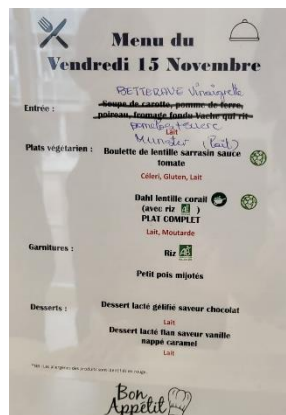 Menu du
Vendredi 15 Novembre
BETTERAVE Vinaigrette
Entrée :
Soupe de carotte, pomme de terre,
poireau, fromage fondu Vache qui rit
Lait
Munster (Lait)
Plats végétarien :
Boulette de lentille sarrasin sauce
tomate
Céleri, Gluten, Lait
Dahl lentille corail
(avec riz )
PLAT COMPLET
Lait, Moutarde
Garnitures :
Riz
Petit pois mijotés
Desserts :
Dessert lacté gélifié saveur chocolat
Lait
Dessert lacté flan saveur vanille
nappé caramel
Lait
Bon
Appétit